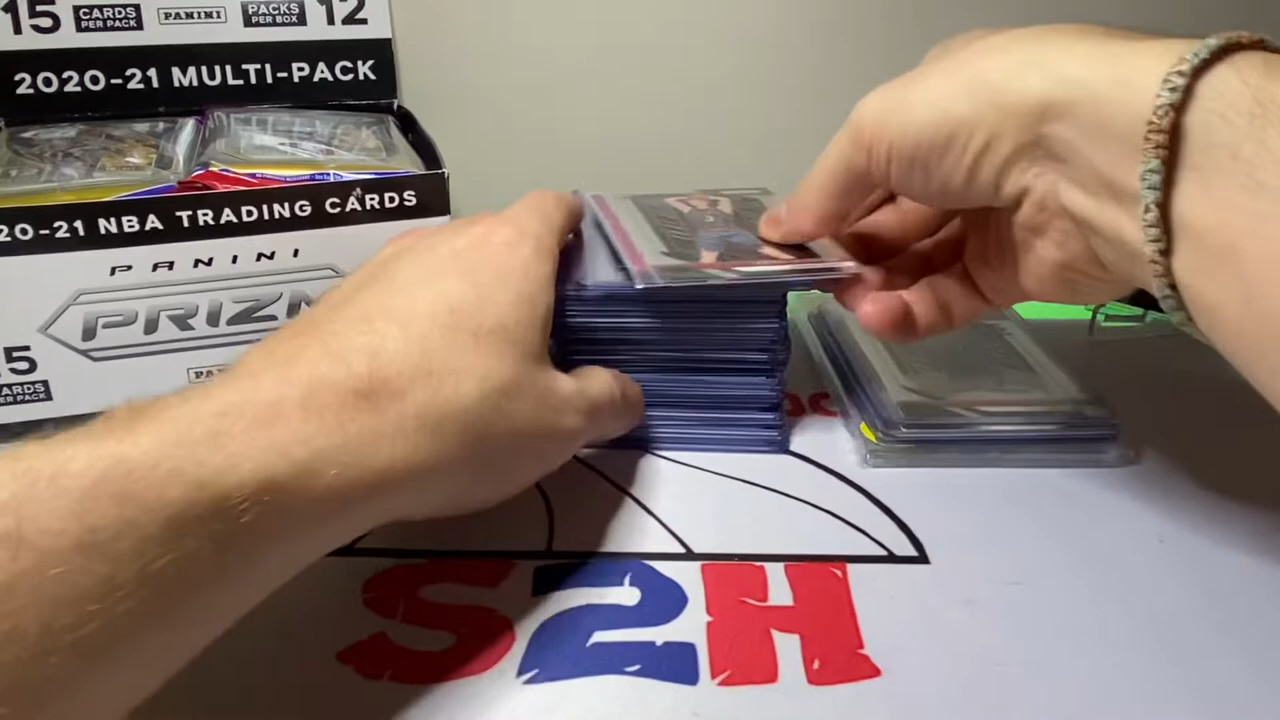 15 CARDS PER PACK PANINI PACKS PER BOX 12
2020-21 MULTI-PACK
20-21 NBA TRADING CARDS
PANINI
PRIZM
5
ARDS
PER PACK
S2H